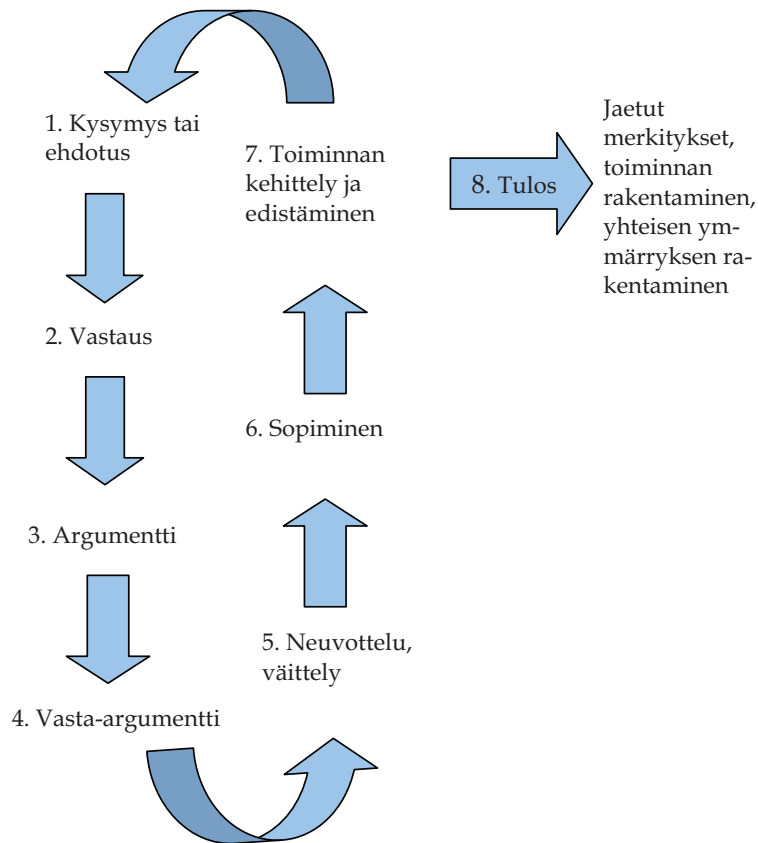 1. Kysymys tai
ehdotus
2. Vastaus
3. Argumentti
4. Vasta-argumentti
5. Neuvottelu,
väittely
6. Sopiminen
7. Toiminnan
kehittely ja
edistäminen
8. Tulos
Jaetut
merkitykset,
toiminnan
rakentaminen,
yhteisen ym-
märryksen ra-
kentaminen